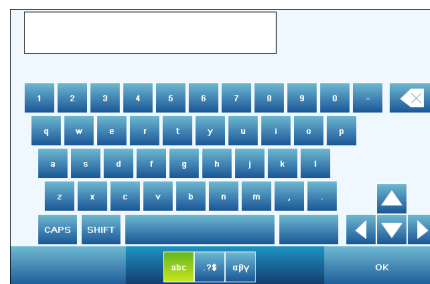 1 2 3 4 5 6 7 8 9 0 -
q w e r t y u i o p
a s d f g h j k l
z x c v b n m , .
CAPS SHIFT
abc .?$ αβγ OK